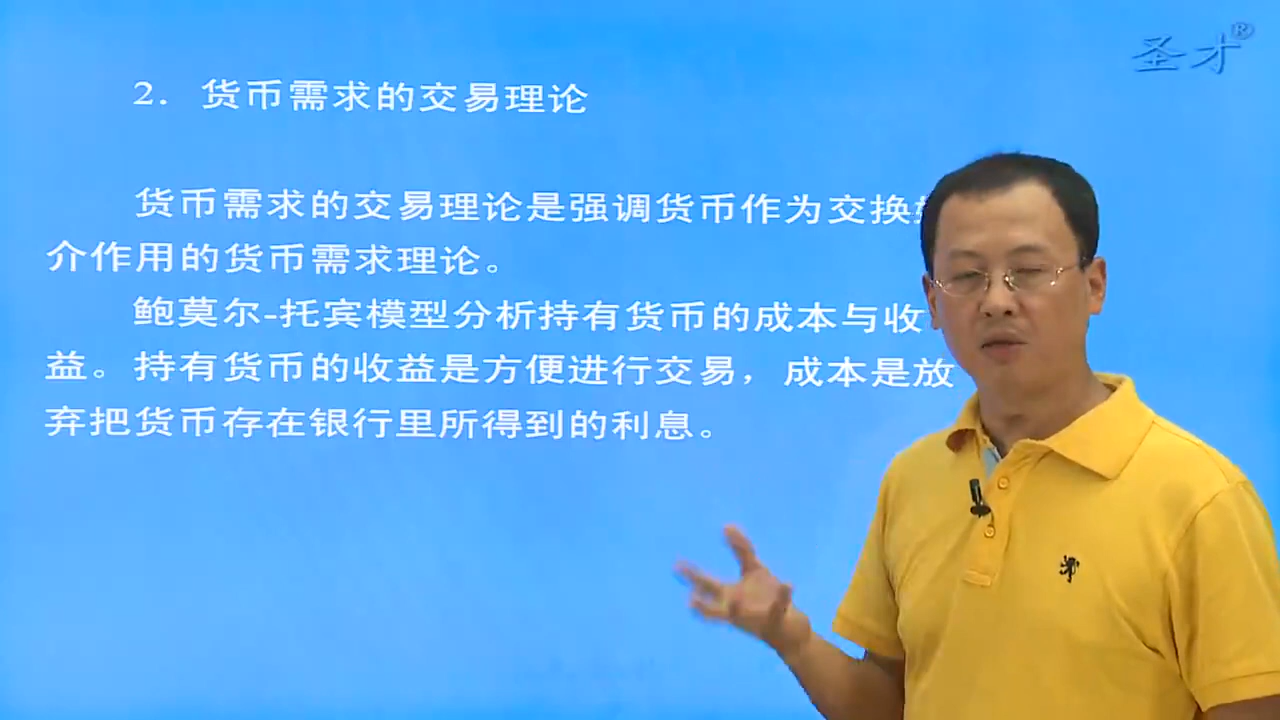 圣才®
2. 货币需求的交易理论
货币需求的交易理论是强调货币作为交换
介作用的货币需求理论。
鲍莫尔-托宾模型分析持有货币的成本与收
益。持有货币的收益是方便进行交易，成本是放
弃把货币存在银行里所得到的利息。